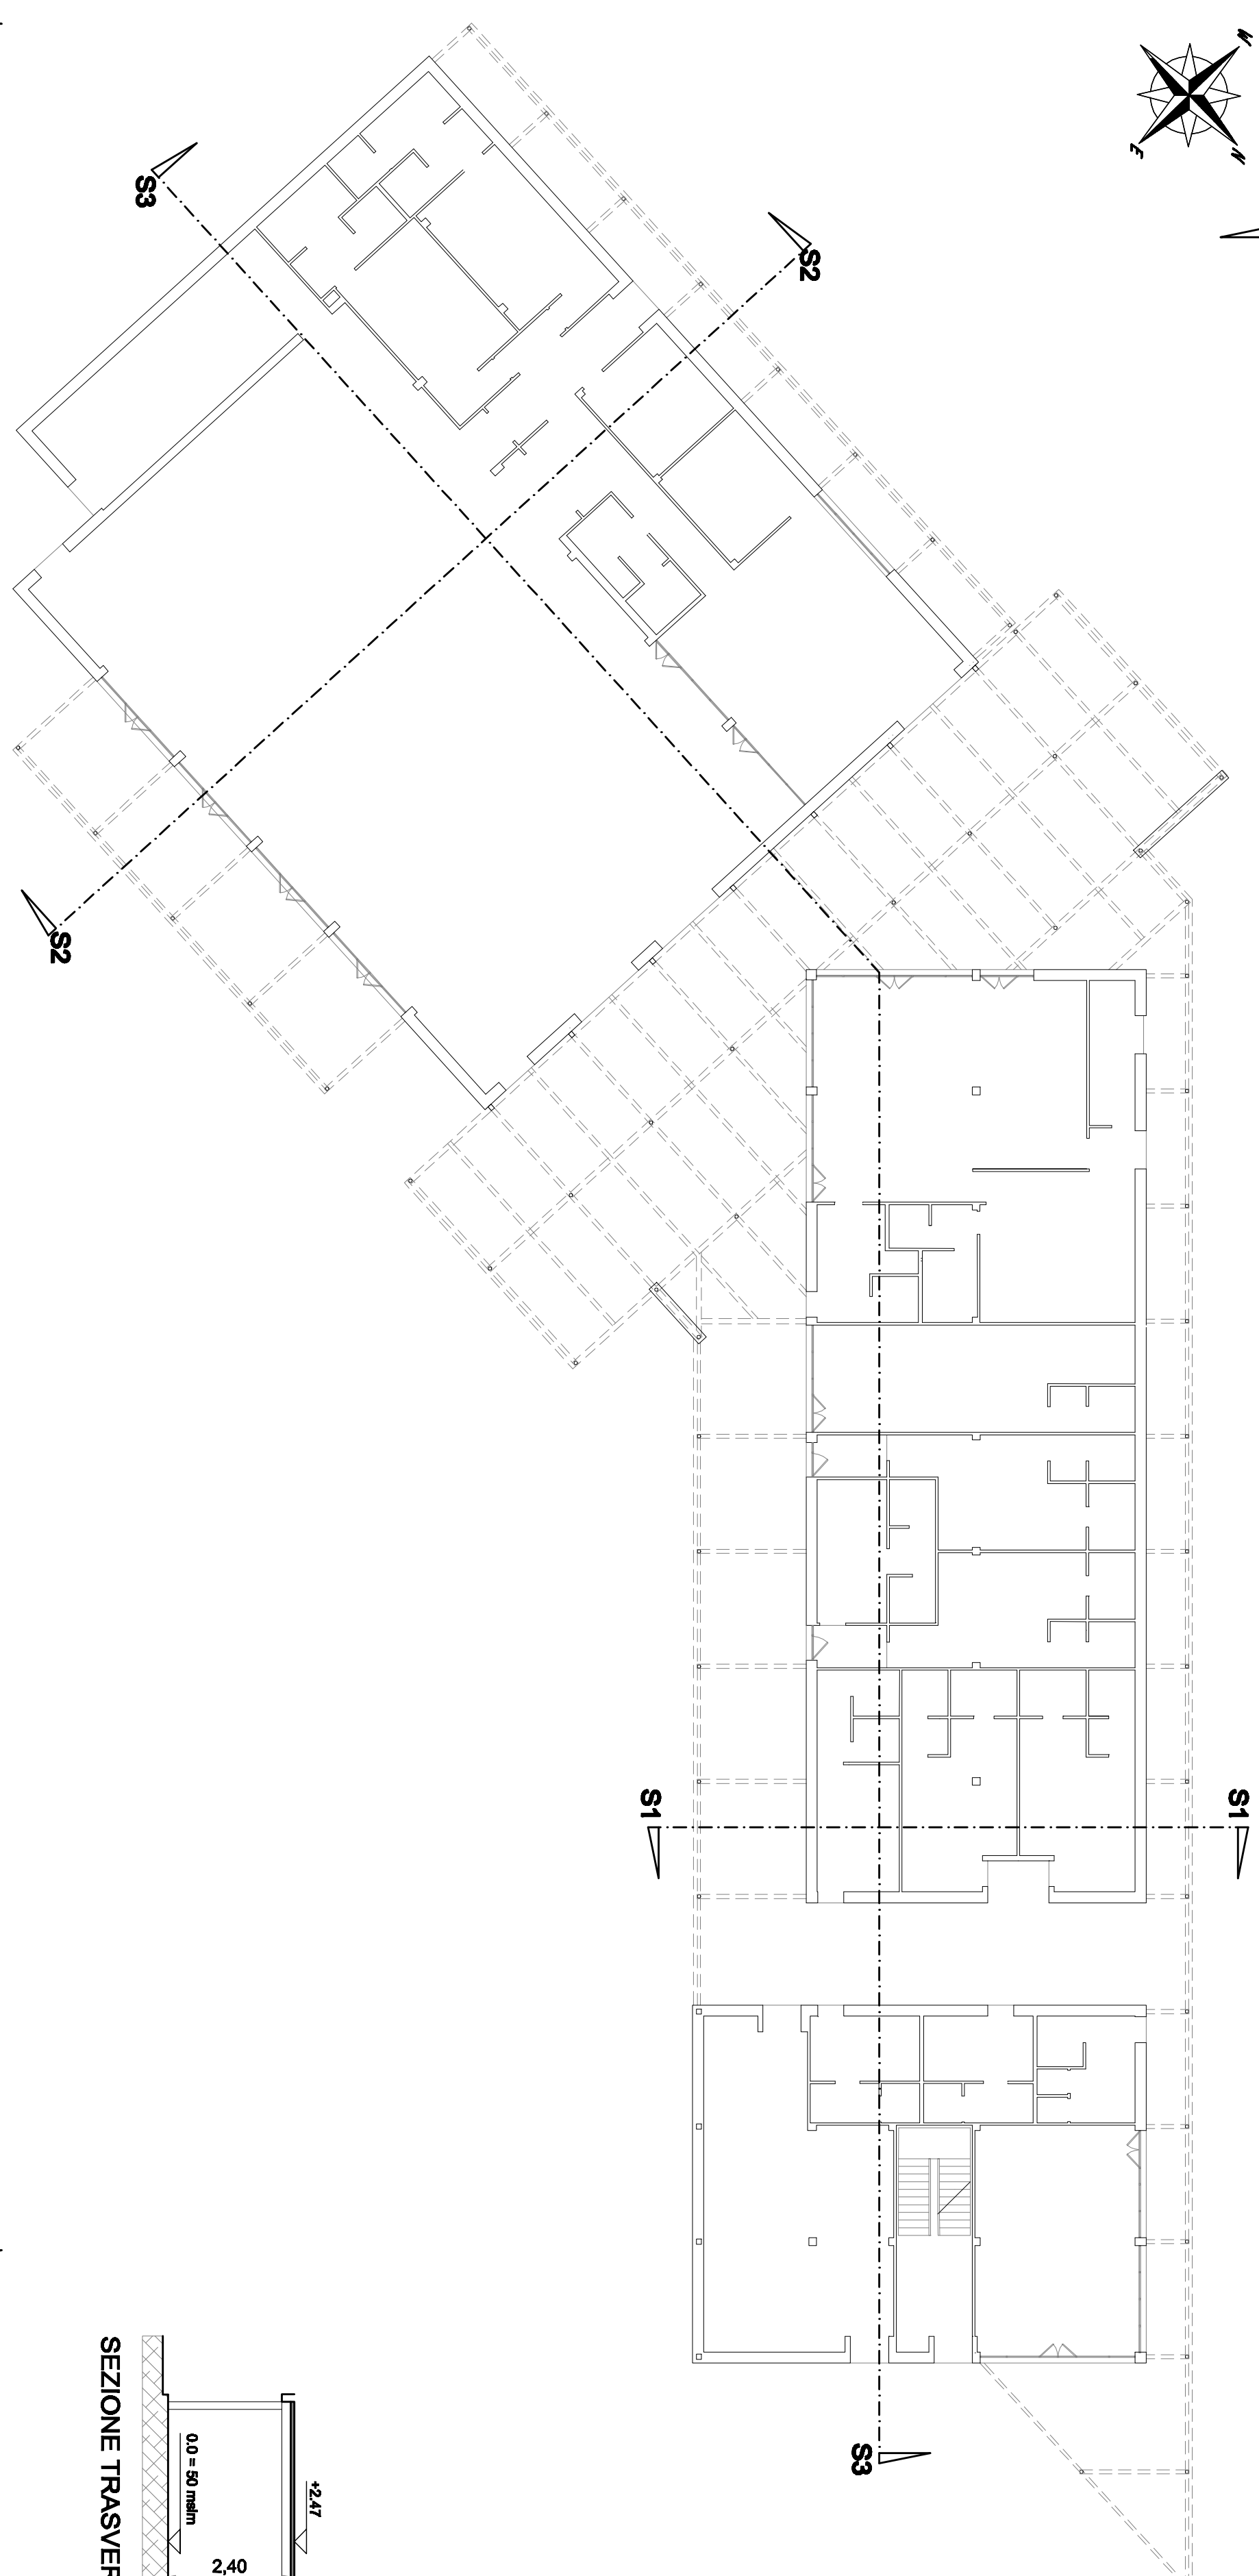 W
N
E
S3
S2
S2
S1
S1
S3
+2.47
0.0 = 50 mslm
2,40
SEZIONE TRASVER